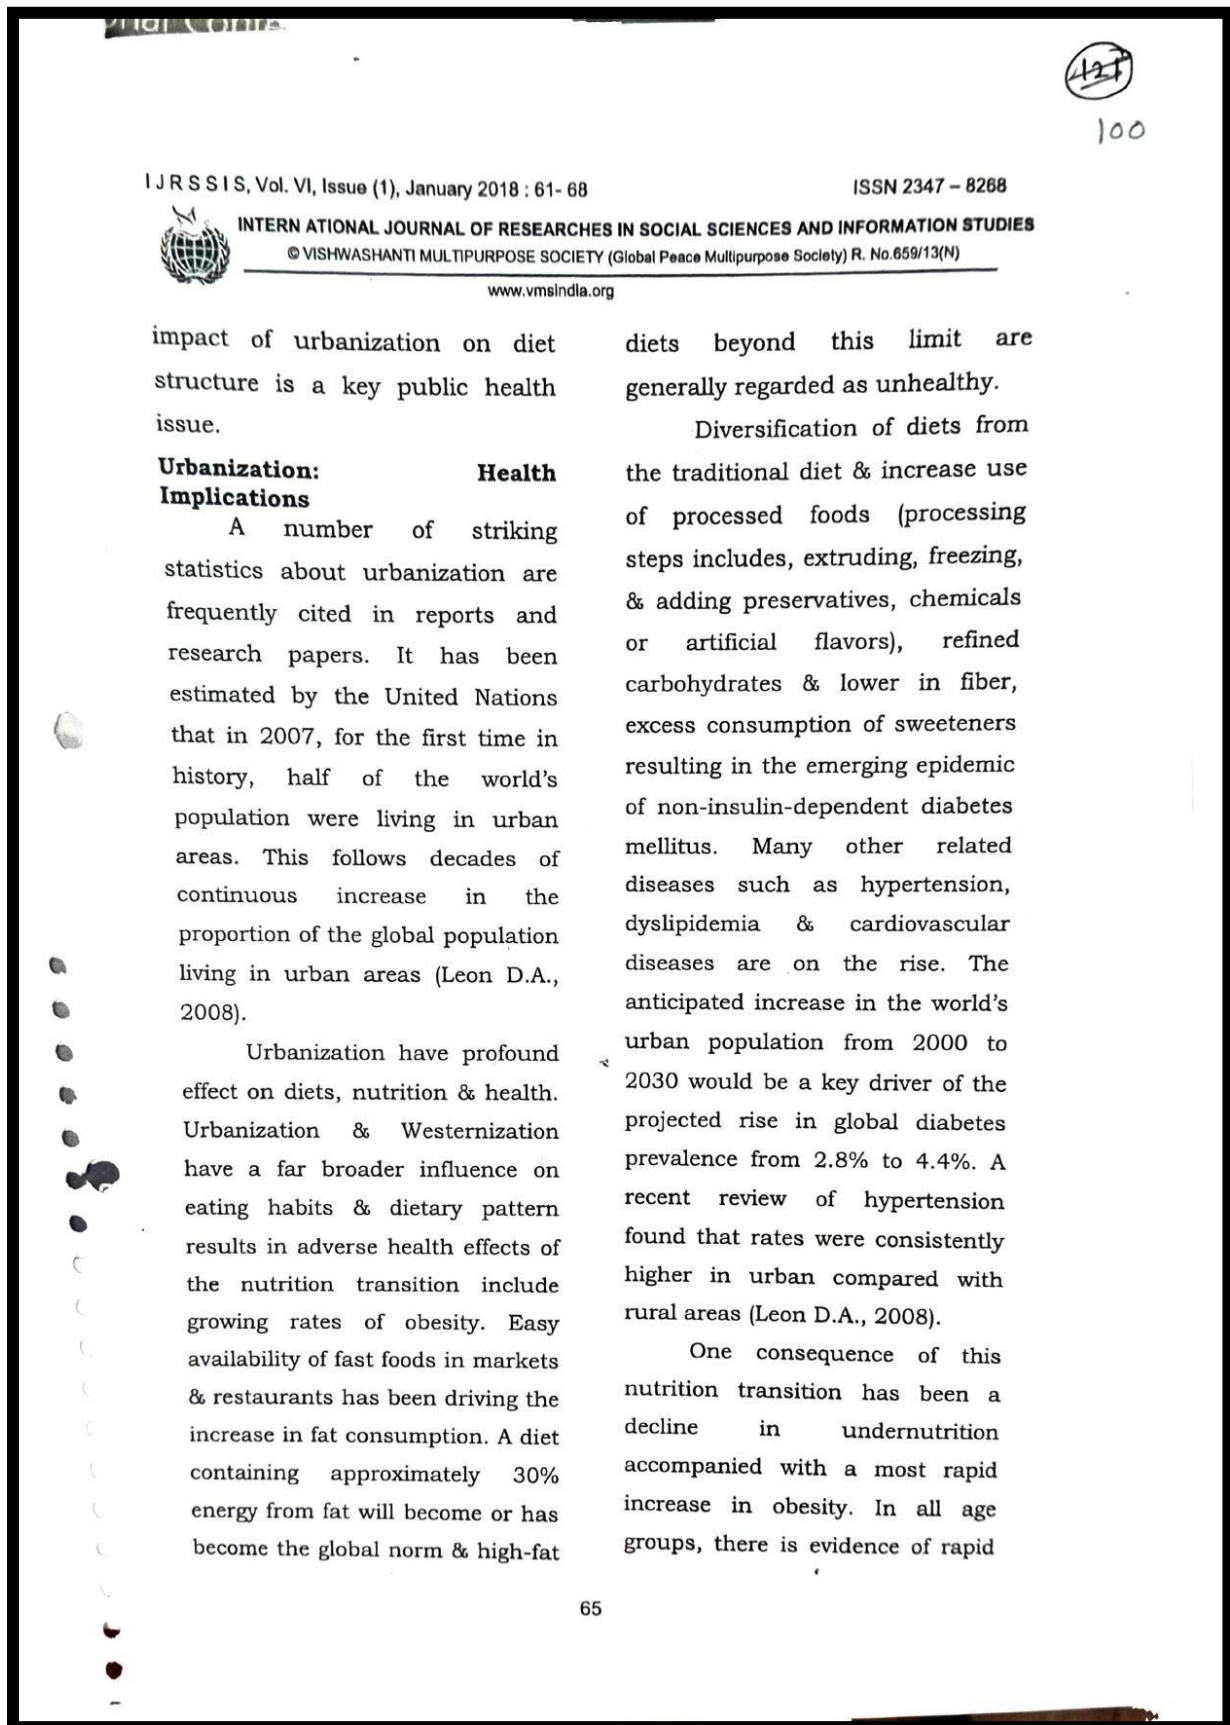 100
I J R S S I S, Vol. VI, Issue (1), January 2018 : 61- 68
ISSN 2347 – 8268
INTERN ATIONAL JOURNAL OF RESEARCHES IN SOCIAL SCIENCES AND INFORMATION STUDIES
© VISHWASHANTI MULTIPURPOSE SOCIETY (Global Peace Multipurpose Society) R. No.659/13(N)
www.vmsindia.org
impact of urbanization on diet
structure is a key public health
issue.
Urbanization: Health
Implications
A number of striking
statistics about urbanization are
frequently cited in reports and
research papers. It has been
estimated by the United Nations
that in 2007, for the first time in
history, half of the world's
population were living in urban
areas. This follows decades of
continuous increase in the
proportion of the global population
living in urban areas (Leon D.A.,
2008).
Urbanization have profound
effect on diets, nutrition & health.
Urbanization & Westernization
have a far broader influence on
eating habits & dietary pattern
results in adverse health effects of
the nutrition transition include
growing rates of obesity. Easy
availability of fast foods in markets
& restaurants has been driving the
increase in fat consumption. A diet
containing approximately 30%
energy from fat will become or has
become the global norm & high-fat
diets beyond this limit are
generally regarded as unhealthy.
Diversification of diets from
the traditional diet & increase use
of processed foods (processing
steps includes, extruding, freezing,
& adding preservatives, chemicals
or artificial flavors), refined
carbohydrates & lower in fiber,
excess consumption of sweeteners
resulting in the emerging epidemic
of non-insulin-dependent diabetes
mellitus. Many other related
diseases such as hypertension,
dyslipidemia & cardiovascular
diseases are on the rise. The
anticipated increase in the world's
urban population from 2000 to
2030 would be a key driver of the
projected rise in global diabetes
prevalence from 2.8% to 4.4%. A
recent review of hypertension
found that rates were consistently
higher in urban compared with
rural areas (Leon D.A., 2008).
One consequence of this
nutrition transition has been a
decline in undernutrition
accompanied with a most rapid
increase in obesity. In all age
groups, there is evidence of rapid
65